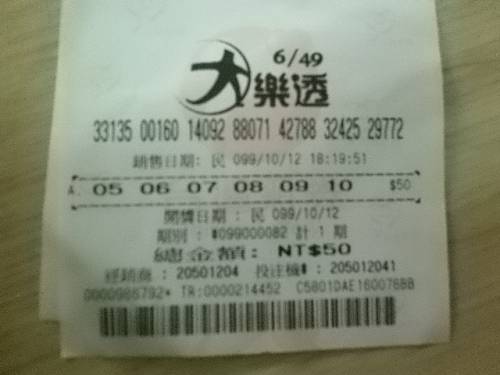 6/49
大樂透
33135 00160 14092 88071 42788 32425 29772
銷售日期: 民 099/10/12 18:19:51
A. 05 06 07 08 09 10 $50
開獎日期 : 民 099/10/12
期別 : #099000082 計 1 期
總金額: NT$50
經銷商 : 20501204 投注機# : 205012041
0000986792* TR:0000214452 C5801DAE160076BB